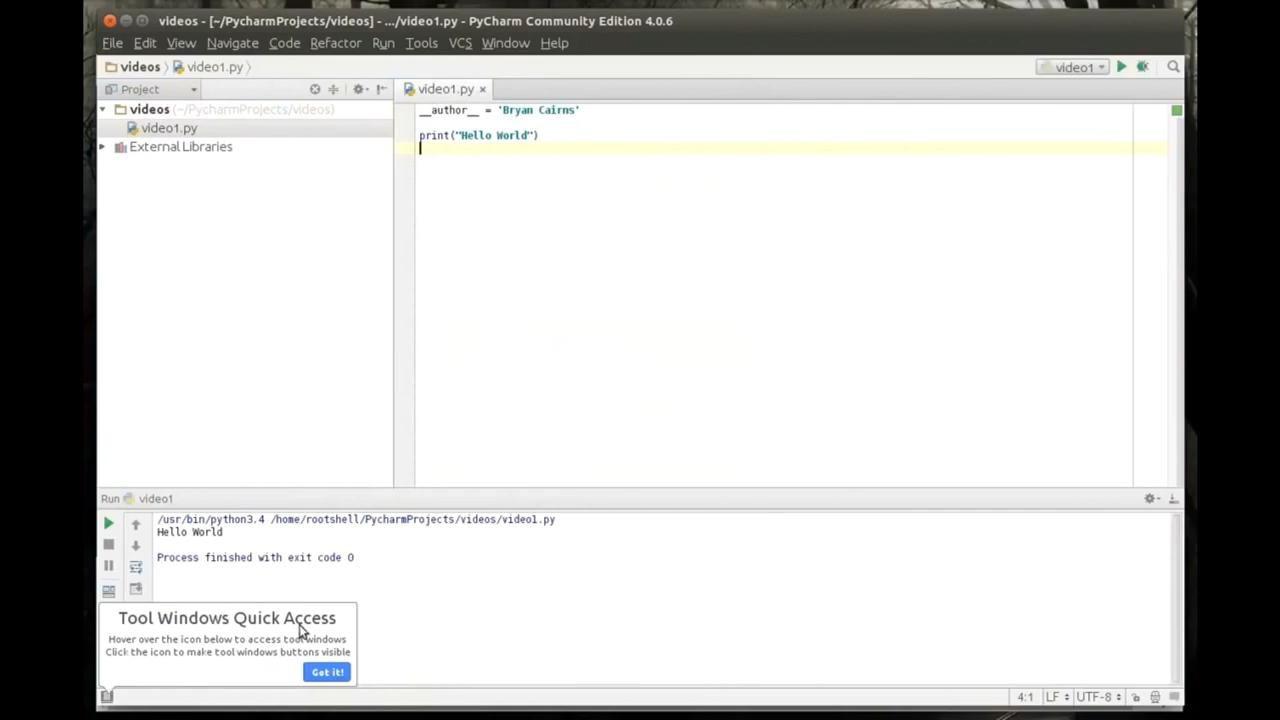 videos - [~/PycharmProjects/videos] - .../video1.py - PyCharm Community Edition 4.0.6
File Edit View Navigate Code Refactor Run Tools VCS Window Help
videos video1.py
video1
Project
video1.py
videos (~/PycharmProjects/videos)
video1.py
External Libraries
__author__ = 'Bryan Cairns'
print("Hello World")
Run video1
/usr/bin/python3.4 /home/rootshell/PycharmProjects/videos/video1.py
Hello World
Process finished with exit code 0
Tool Windows Quick Access
Hover over the icon below to access tool windows
Click the icon to make tool windows buttons visible
Got it!
4:1 LF UTF-8